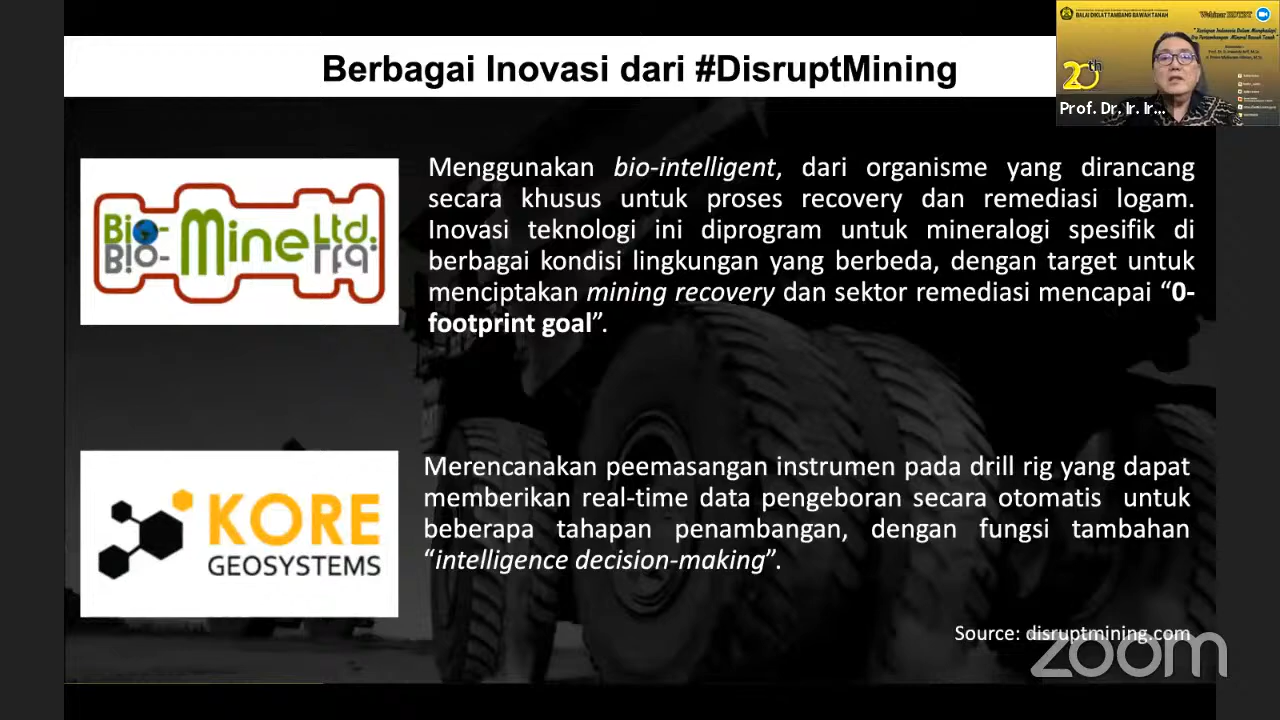 Berbagai Inovasi dari #DisruptMining
BALAI DIKLAT TAMBANG BAWAH TANAH
Webinar BDTBT
20th
Prof. Dr. Ir. Ir...
Bio-Mine Ltd.
Menggunakan bio-intelligent, dari organisme yang dirancang
secara khusus untuk proses recovery dan remediasi logam.
Inovasi teknologi ini diprogram untuk mineralogi spesifik di
berbagai kondisi lingkungan yang berbeda, dengan target untuk
menciptakan mining recovery dan sektor remediasi mencapai “0-
footprint goal”.
KORE
GEOSYSTEMS
Merencanakan peemasangan instrumen pada drill rig yang dapat
memberikan real-time data pengeboran secara otomatis untuk
beberapa tahapan penambangan, dengan fungsi tambahan
“intelligence decision-making”.
Source: disruptmining.com
zoom